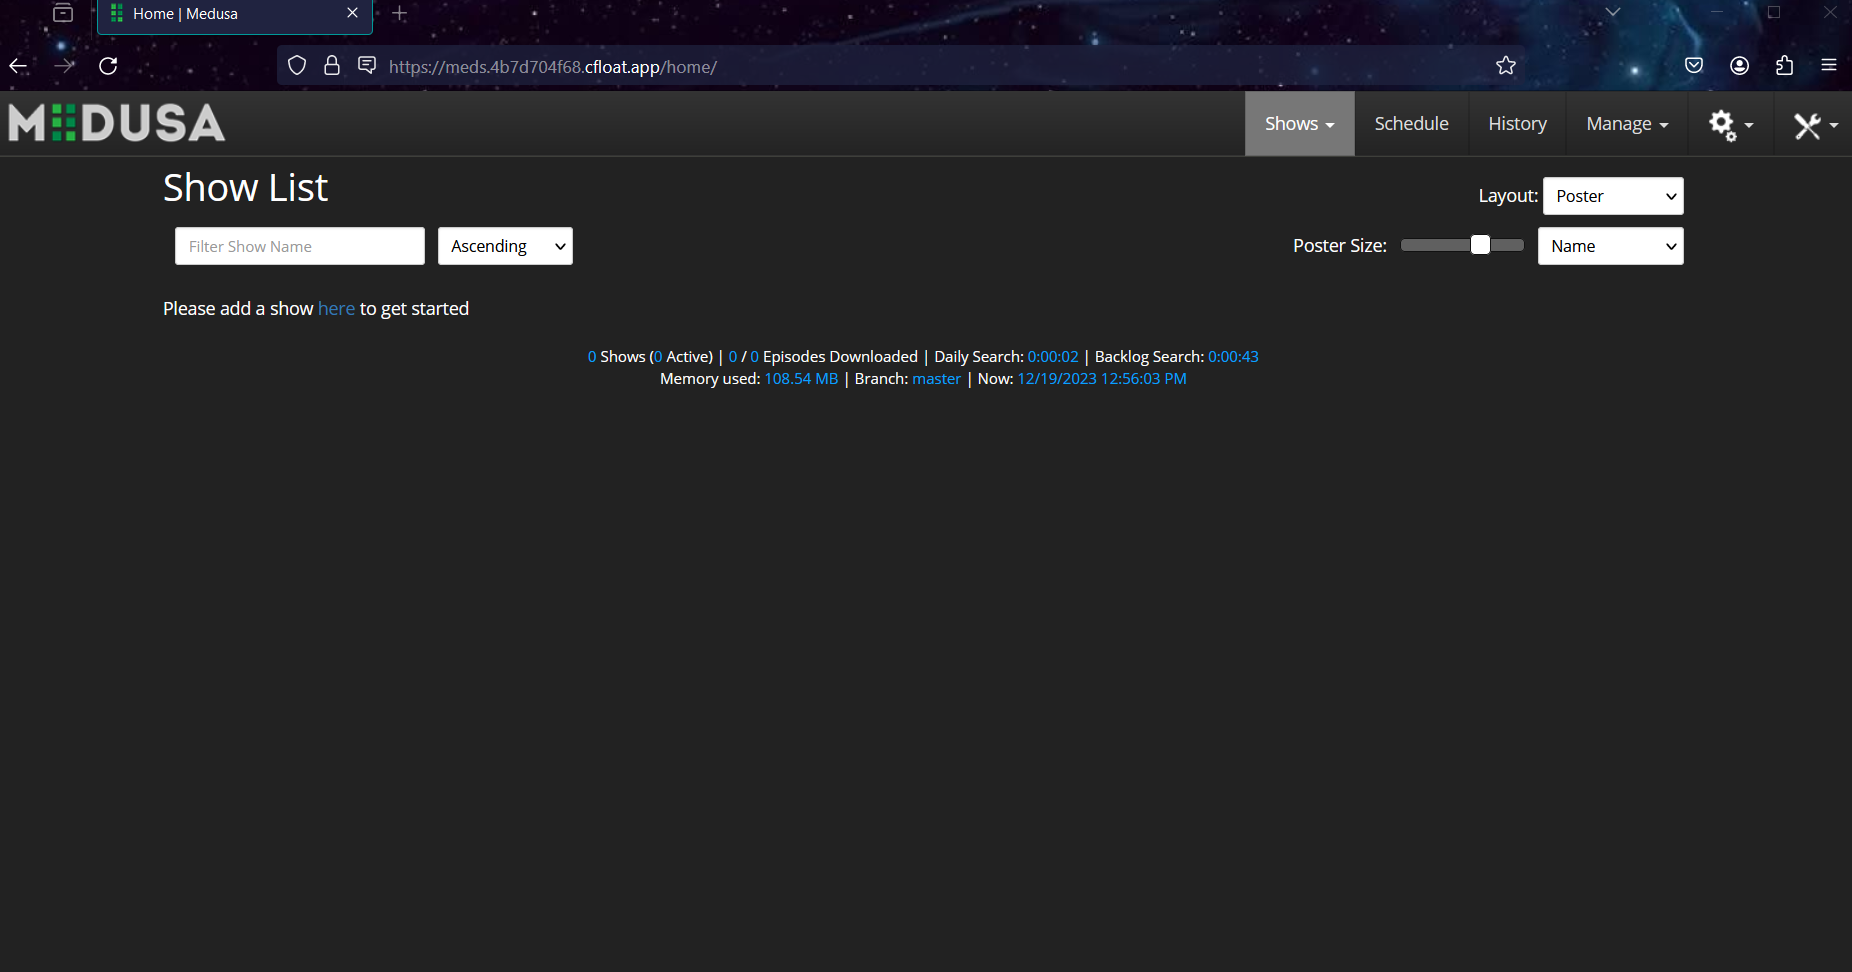 Home | Medusa
https://meds.4b7d704f68.cfloat.app/home/
MEDUSA
Shows
Schedule
History
Manage
Show List
Layout: Poster
Filter Show Name
Ascending
Poster Size:
Name
Please add a show here to get started
0 Shows (0 Active) | 0 / 0 Episodes Downloaded | Daily Search: 0:00:02 | Backlog Search: 0:00:43
Memory used: 108.54 MB | Branch: master | Now: 12/19/2023 12:56:03 PM